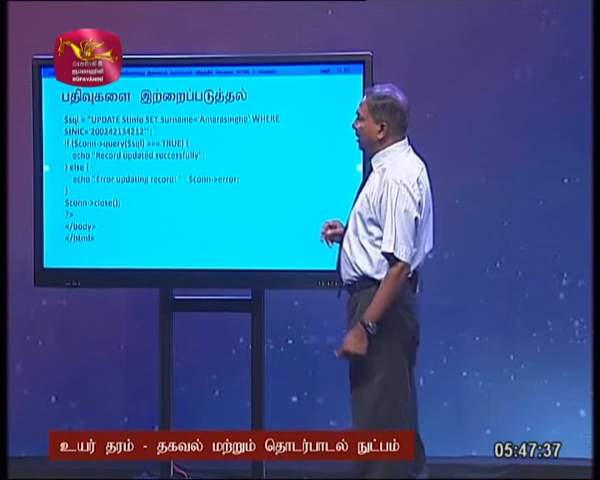 பதிவுகளை இற்றைப்படுத்தல்
$sql = "UPDATE Stinfo SET Surname='Amarasinghe' WHERE
StNIC='200242134212'";
if ($conn->query($sql) === TRUE) {
echo "Record updated successfully";
} else {
echo "Error updating record: " . $conn->error;
}
$conn->close();
?>
</body>
</html>
உயர் தரம் - தகவல் மற்றும் தொடர்பாடல் நுட்பம்
05:47:37